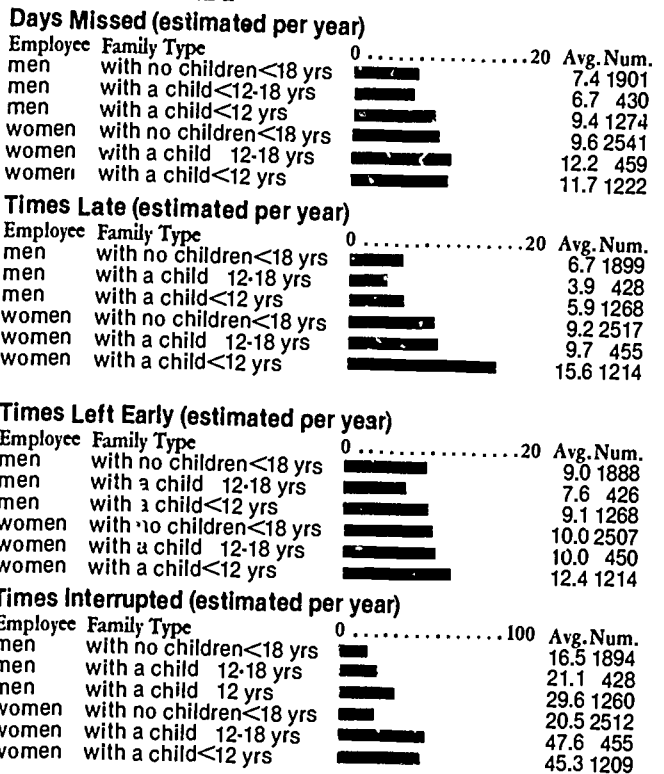 Days Missed (estimated per year)
Employee Family Type 0 .................... 20 Avg. Num.
men with no children<18 yrs 7.4 1901
men with a child<12-18 yrs 6.7 430
men with a child<12 yrs 9.4 1274
women with no children<18 yrs 9.6 2541
women with a child 12-18 yrs 12.2 459
women with a child<12 yrs 11.7 1222
Times Late (estimated per year)
Employee Family Type 0 .................... 20 Avg. Num.
men with no children<18 yrs 6.7 1899
men with a child 12-18 yrs 3.9 428
men with a child<12 yrs 5.9 1268
women with no children<18 yrs 9.2 2517
women with a child 12-18 yrs 9.7 455
women with a child<12 yrs 15.6 1214
Times Left Early (estimated per year)
Employee Family Type 0 .................... 20 Avg. Num.
men with no children<18 yrs 9.0 1888
men with a child 12-18 yrs 7.6 426
men with a child<12 yrs 9.1 1268
women with no children<18 yrs 10.0 2507
women with a child 12-18 yrs 10.0 450
women with a child<12 yrs 12.4 1214
Times Interrupted (estimated per year)
Employee Family Type 0 .................... 100 Avg. Num.
men with no children<18 yrs 16.5 1894
men with a child 12-18 yrs 21.1 428
men with a child 12 yrs 29.6 1260
women with no children<18 yrs 20.5 2512
women with a child 12-18 yrs 47.6 455
women with a child<12 yrs 45.3 1209